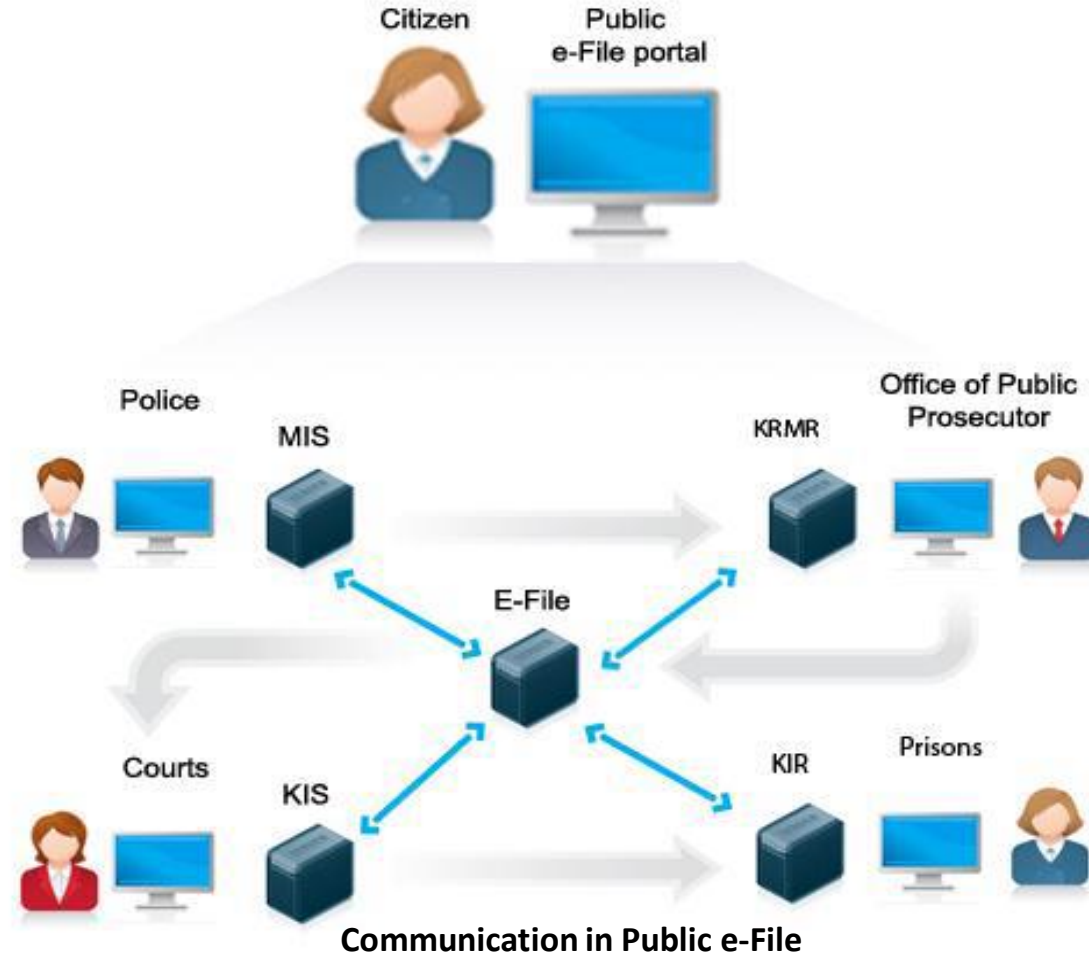 Citizen
Public
e-File portal
Police
MIS
KRMR
Office of Public
Prosecutor
E-File
Courts
KIS
KIR
Prisons
Communication in Public e-File